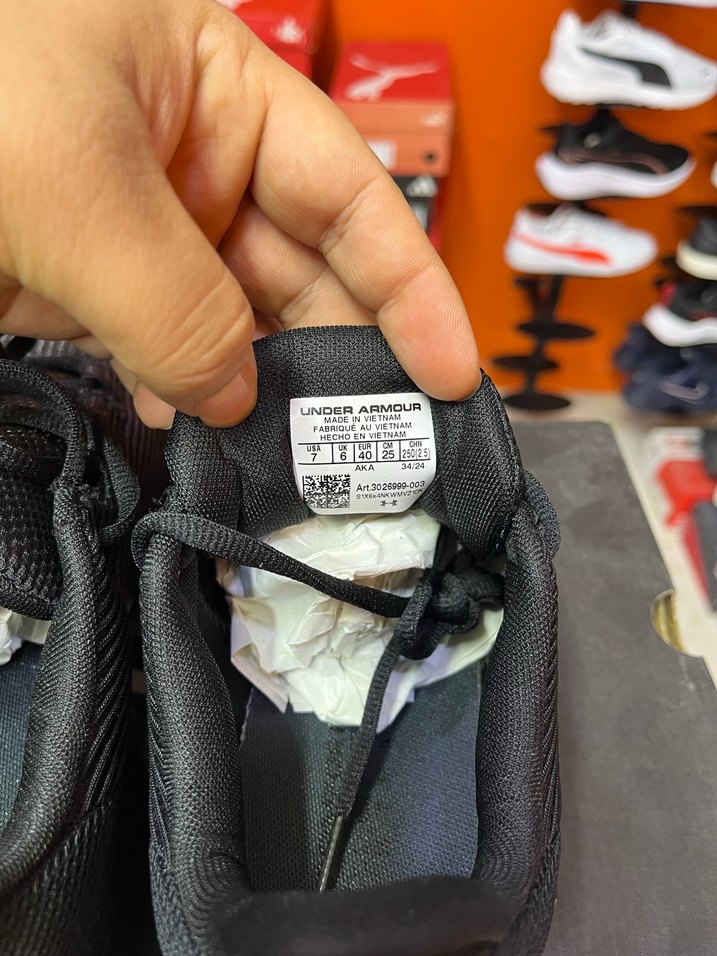 UNDER ARMOUR
MADE IN VIETNAM
FABRIQUÉ AU VIETNAM
HECHO EN VIETNAM
USA UK EUR CM CHN
7 6 40 25 250(2.5)
AKA 34/24
Art.3026999-003